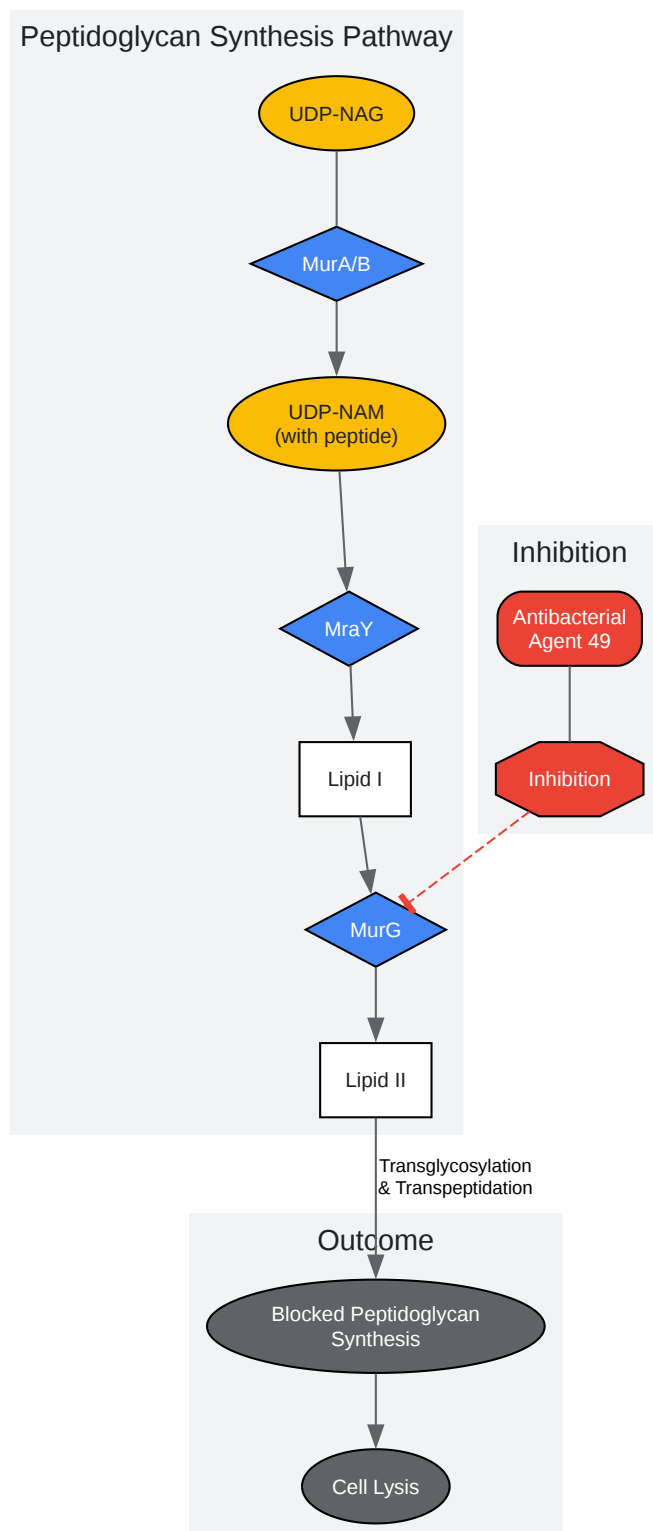 Peptidoglycan Synthesis Pathway
UDP-NAG
MurA/B
UDP-NAM
(with peptide)
Inhibition
Antibacterial
Agent 49
MraY
Lipid I
Inhibition
MurG
Lipid II
Transglycosylation
& Transpeptidation
Outcome
Blocked Peptidoglycan
Synthesis
Cell Lysis